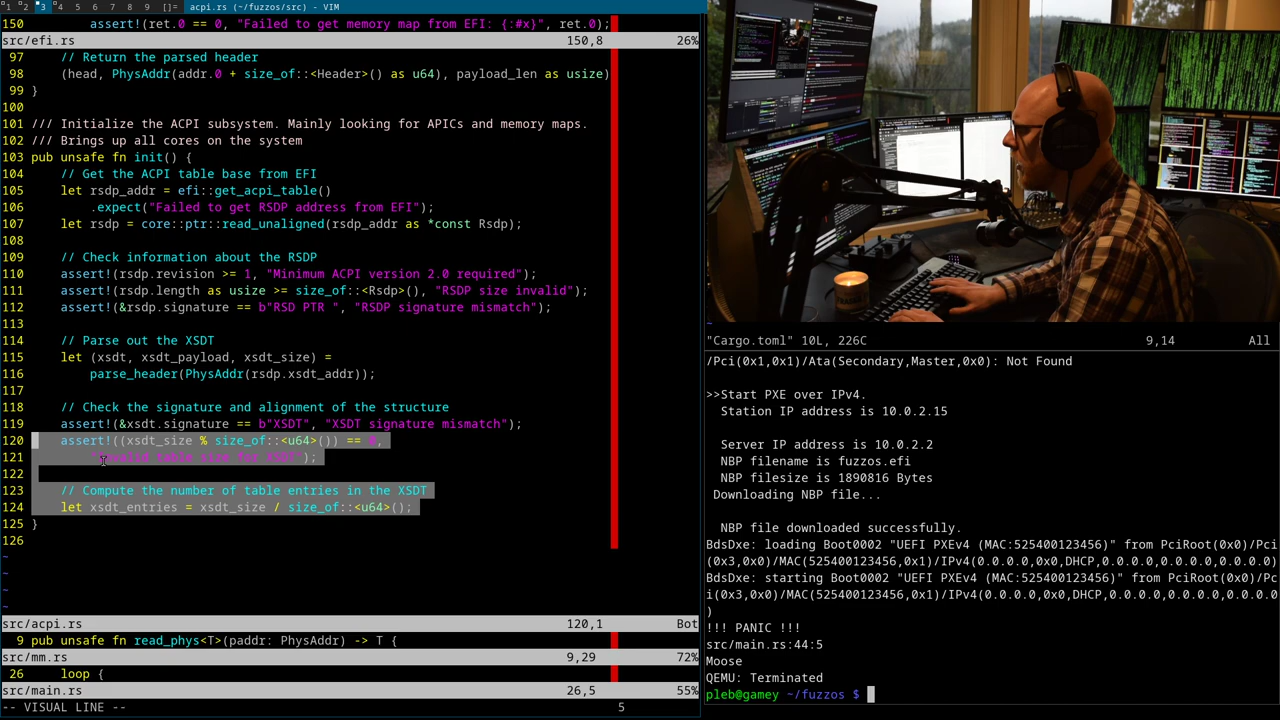 1 2 3 4 5 6 7 8 9 []= acpi.rs (~/fuzzos/src) - VIM
150         assert!(ret.0 == 0, "Failed to get memory map from EFI: {:#x}", ret.0);
src/efi.rs 150,8 26%
97     // Return the parsed header
98     (head, PhysAddr(addr.0 + size_of::<Header>() as u64), payload_len as usize)
99 }
100
101 /// Initialize the ACPI subsystem. Mainly looking for APICs and memory maps.
102 /// Brings up all cores on the system
103 pub unsafe fn init() {
104     // Get the ACPI table base from EFI
105     let rsdp_addr = efi::get_acpi_table()
106         .expect("Failed to get RSDP address from EFI");
107     let rsdp = core::ptr::read_unaligned(rsdp_addr as *const Rsdp);
108
109     // Check information about the RSDP
110     assert!(rsdp.revision >= 1, "Minimum ACPI version 2.0 required");
111     assert!(rsdp.length as usize >= size_of::<Rsdp>(), "RSDP size invalid");
112     assert!(&rsdp.signature == b"RSD PTR ", "RSDP signature mismatch");
113
114     // Parse out the XSDT
115     let (xsdt, xsdt_payload, xsdt_size) =
116         parse_header(PhysAddr(rsdp.xsdt_addr));
117
118     // Check the signature and alignment of the structure
119     assert!(&xsdt.signature == b"XSDT", "XSDT signature mismatch");
120     assert!((xsdt_size % size_of::<u64>()) == 0,
121         "Invalid table size for XSDT");
122
123     // Compute the number of table entries in the XSDT
124     let xsdt_entries = xsdt_size / size_of::<u64>();
125 }
126
~
~
~
~
src/acpi.rs 120,1 Bot
9 pub unsafe fn read_phys<T>(paddr: PhysAddr) -> T {
src/mm.rs 9,29 72%
26     loop {
src/main.rs 26,5 55%
-- VISUAL LINE -- 5
~
"Cargo.toml" 10L, 226C 9,14 All
/Pci(0x1,0x1)/Ata(Secondary,Master,0x0): Not Found
>>Start PXE over IPv4.
Station IP address is 10.0.2.15
Server IP address is 10.0.2.2
NBP filename is fuzzos.efi
NBP filesize is 1890816 Bytes
Downloading NBP file...
NBP file downloaded successfully.
BdsDxe: loading Boot0002 "UEFI PXEv4 (MAC:525400123456)" from PciRoot(0x0)/Pci
(0x3,0x0)/MAC(525400123456,0x1)/IPv4(0.0.0.0,0x0,DHCP,0.0.0.0,0.0.0.0,0.0.0.0)
BdsDxe: starting Boot0002 "UEFI PXEv4 (MAC:525400123456)" from PciRoot(0x0)/Pc
i(0x3,0x0)/MAC(525400123456,0x1)/IPv4(0.0.0.0,0x0,DHCP,0.0.0.0,0.0.0.0,0.0.0.0
)
!!! PANIC !!!
src/main.rs:44:5
Moose
QEMU: Terminated
pleb@gamey ~/fuzzos $